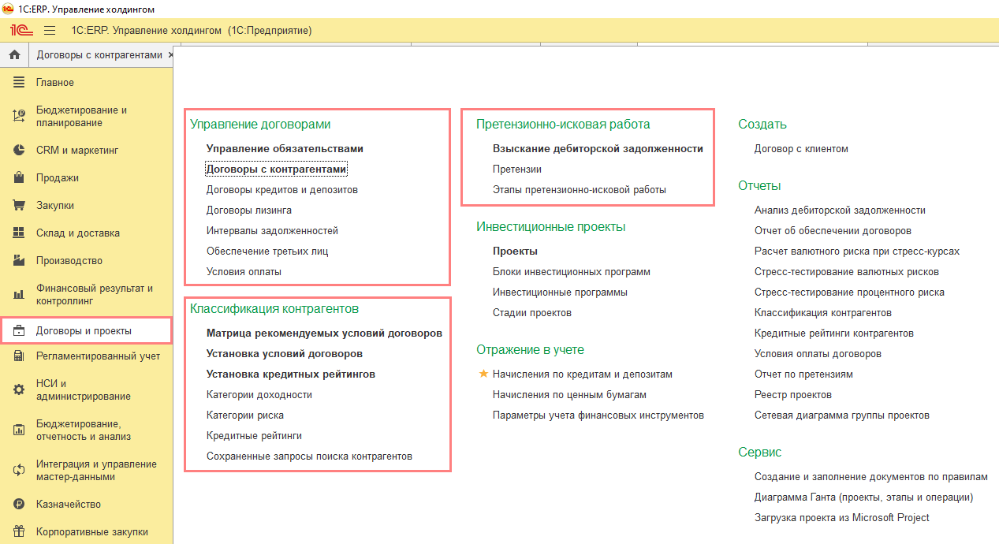 1С:ERP. Управление холдингом
1С:ERP. Управление холдингом (1С:Предприятие)
Договоры с контрагентами ×
Главное
Бюджетирование и
планирование
CRM и маркетинг
Продажи
Закупки
Склад и доставка
Производство
Финансовый результат и
контроллинг
Договоры и проекты
Регламентированный учет
НСИ и
администрирование
Бюджетирование,
отчетность и анализ
Интеграция и управление
мастер-данными
Казначейство
Корпоративные закупки
Управление договорами
Управление обязательствами
Договоры с контрагентами
Договоры кредитов и депозитов
Договоры лизинга
Интервалы задолженностей
Обеспечение третьих лиц
Условия оплаты
Классификация контрагентов
Матрица рекомендуемых условий договоров
Установка условий договоров
Установка кредитных рейтингов
Категории доходности
Категории риска
Кредитные рейтинги
Сохраненные запросы поиска контрагентов
Претензионно-исковая работа
Взыскание дебиторской задолженности
Претензии
Этапы претензионно-исковой работы
Инвестиционные проекты
Проекты
Блоки инвестиционных программ
Инвестиционные программы
Стадии проектов
Отражение в учете
Начисления по кредитам и депозитам
Начисления по ценным бумагам
Параметры учета финансовых инструментов
Создать
Договор с клиентом
Отчеты
Анализ дебиторской задолженности
Отчет об обеспечении договоров
Расчет валютного риска при стресс-курсах
Стресс-тестирование валютных рисков
Стресс-тестирование процентного риска
Классификация контрагентов
Кредитные рейтинги контрагентов
Условия оплаты договоров
Отчет по претензиям
Реестр проектов
Сетевая диаграмма группы проектов
Сервис
Создание и заполнение документов по правилам
Диаграмма Ганта (проекты, этапы и операции)
Загрузка проекта из Microsoft Project